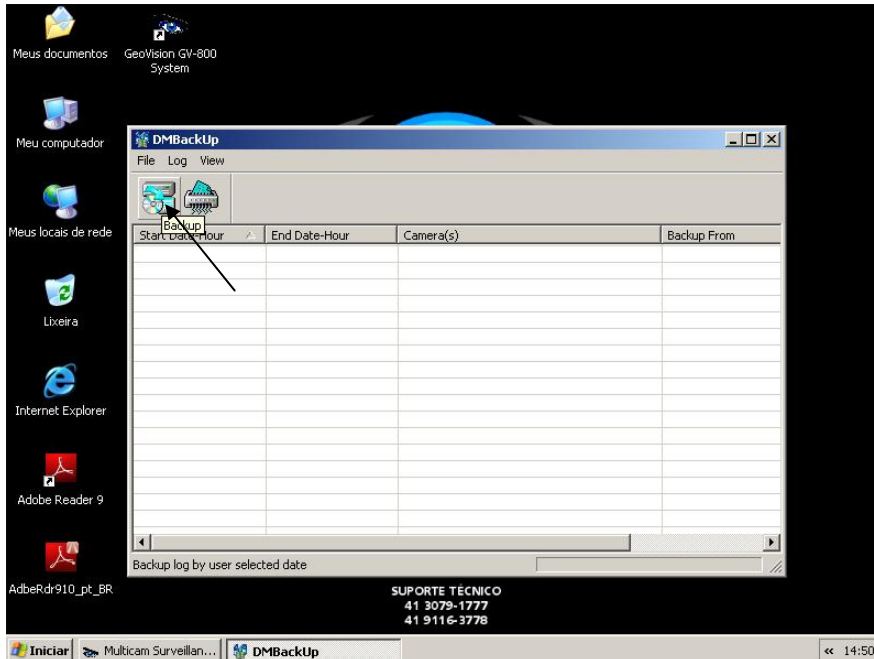 Meus documentos
GeoVision GV-800
System
Meu computador
DMBackUp
File Log View
Backup
Start Date-Hour
End Date-Hour
Camera(s)
Backup From
Meus locais de rede
Lixeira
Internet Explorer
Adobe Reader 9
AdbeRdr910_pt_BR
Backup log by user selected date
SUPORTE TÉCNICO
41 3079-1777
41 9116-3778
Iniciar
Multicam Surveillan...
DMBackUp
« 14:50